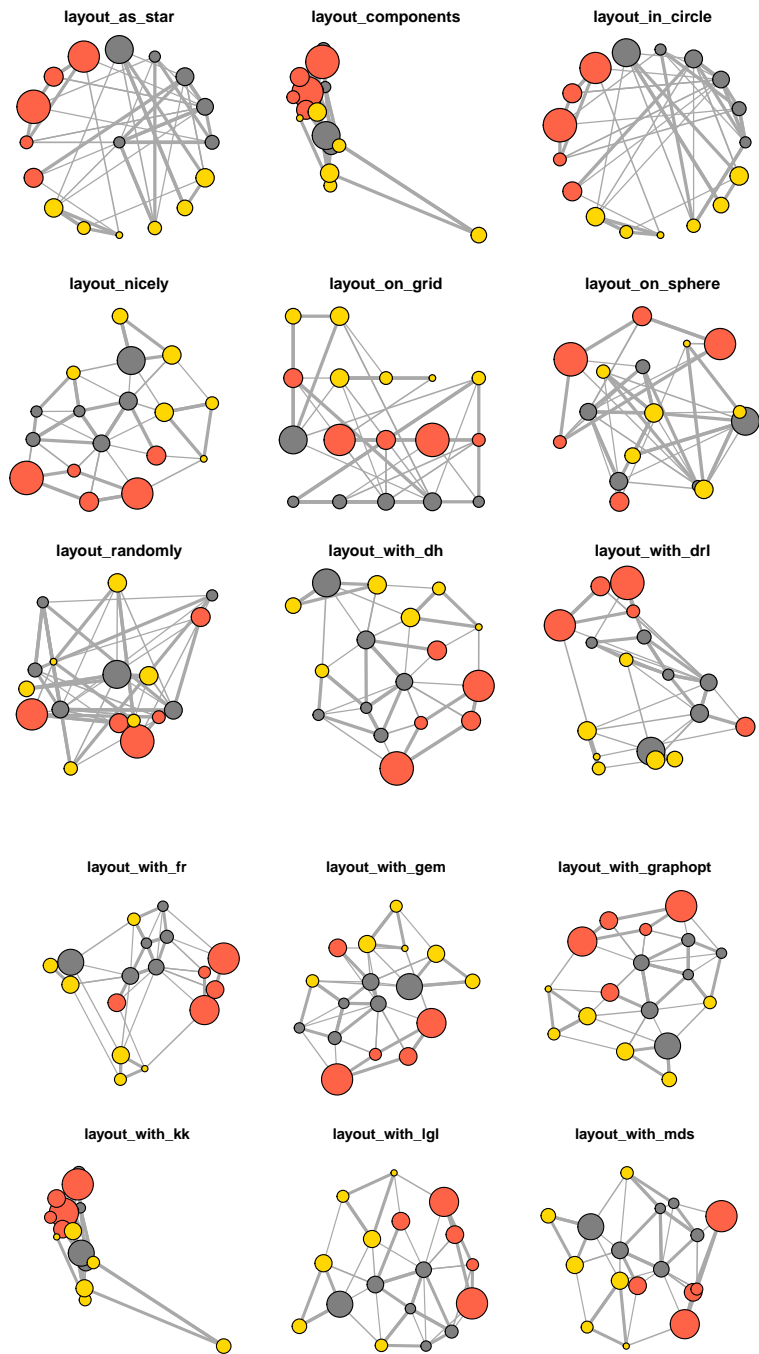 layout_as_star
layout_components
layout_in_circle
layout_nicely
layout_on_grid
layout_on_sphere
layout_randomly
layout_with_dh
layout_with_drl
layout_with_fr
layout_with_gem
layout_with_graphopt
layout_with_kk
layout_with_lgl
layout_with_mds